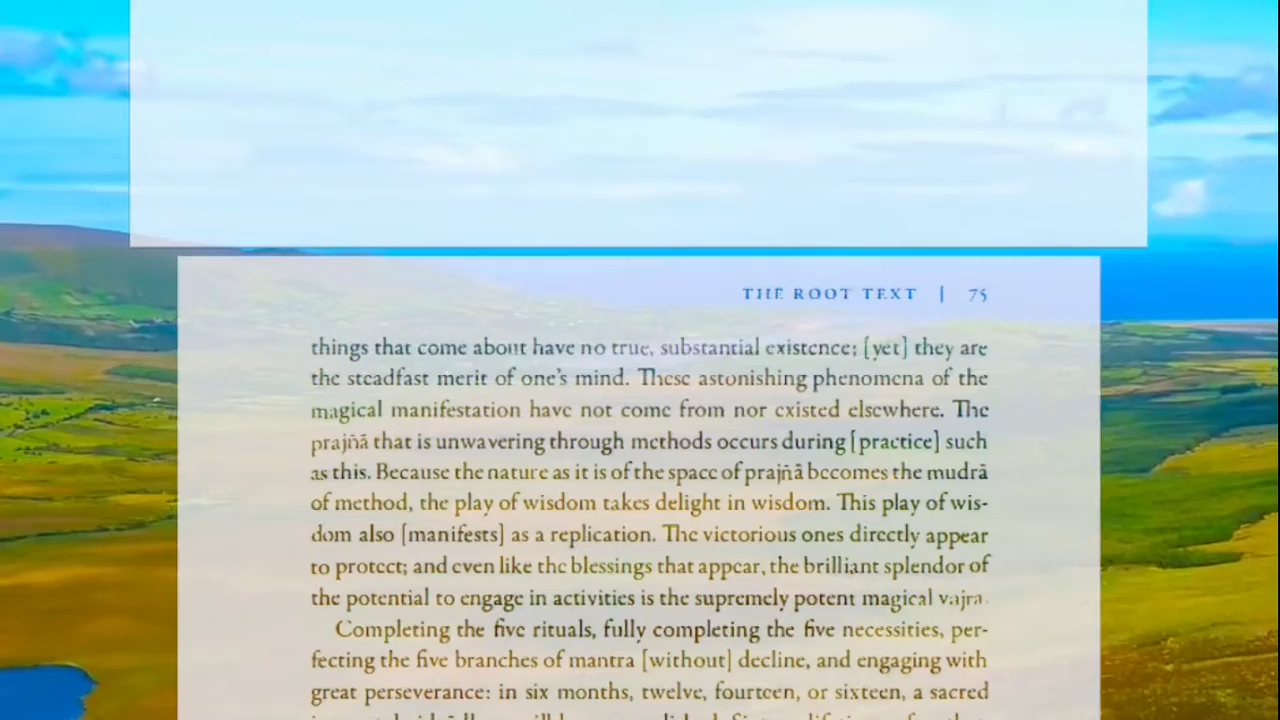 THE ROOT TEXT | 75
things that come about have no true, substantial existence; [yet] they are
the steadfast merit of one's mind. These astonishing phenomena of the
magical manifestation have not come from nor existed elsewhere. The
prajñā that is unwavering through methods occurs during [practice] such
as this. Because the nature as it is of the space of prajñā becomes the mudrā
of method, the play of wisdom takes delight in wisdom. This play of wis-
dom also [manifests] as a replication. The victorious ones directly appear
to protect; and even like the blessings that appear, the brilliant splendor of
the potential to engage in activities is the supremely potent magical vajra.
Completing the five rituals, fully completing the five necessities, per-
fecting the five branches of mantra [without] decline, and engaging with
great perseverance: in six months, twelve, fourteen, or sixteen, a sacred